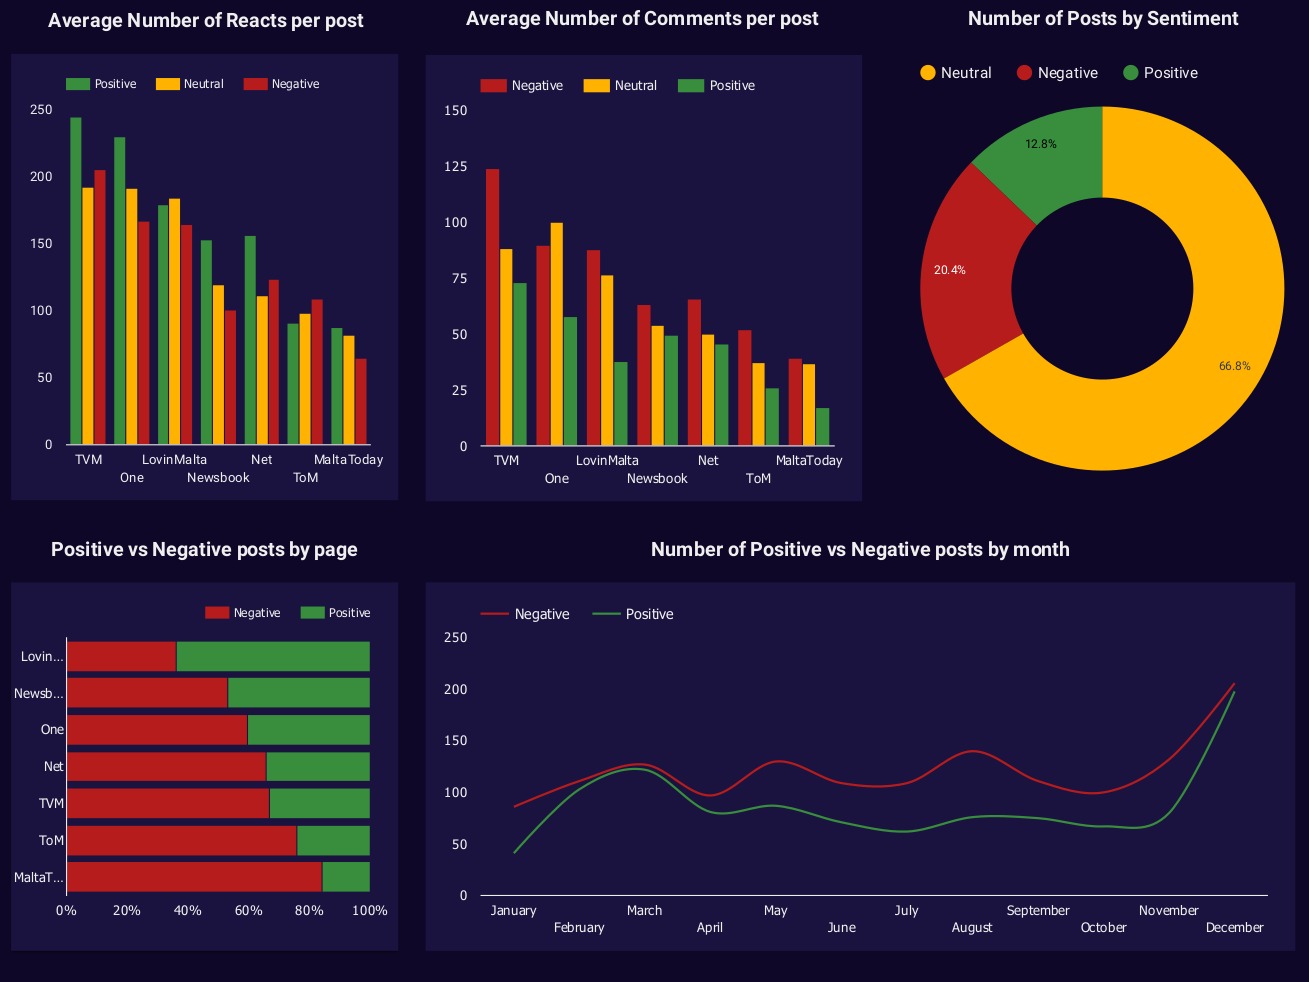 Average Number of Reacts per post
Positive Neutral Negative
250
200
150
100
50
0
TVM LovinMalta Net MaltaToday
One Newsbook ToM
Average Number of Comments per post
Negative Neutral Positive
150
125
100
75
50
25
0
TVM LovinMalta Net MaltaToday
One Newsbook ToM
Number of Posts by Sentiment
Neutral Negative Positive
12.8%
20.4%
66.8%
Positive vs Negative posts by page
Negative Positive
Lovin...
Newsb...
One
Net
TVM
ToM
MaltaT...
0% 20% 40% 60% 80% 100%
Number of Positive vs Negative posts by month
Negative Positive
250
200
150
100
50
0
January March May July September November
February April June August October December